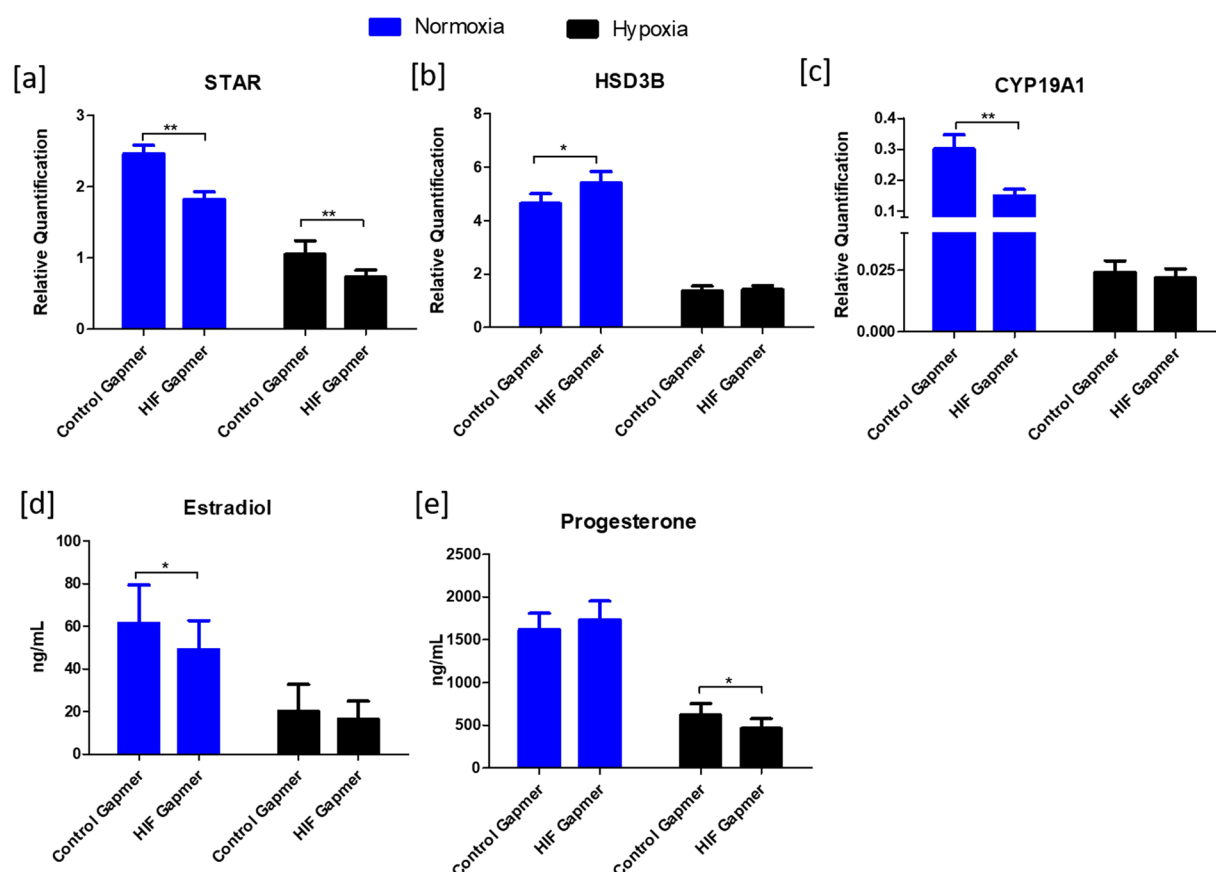 Normoxia Hypoxia
[a]
STAR
Relative Quantification
3
2
1
0
**
**
Control Gapmer
HIF Gapmer
Control Gapmer
HIF Gapmer
[b]
HSD3B
Relative Quantification
8
6
4
2
0
*
Control Gapmer
HIF Gapmer
Control Gapmer
HIF Gapmer
[c]
CYP19A1
Relative Quantification
0.4
0.3
0.2
0.1
0.025
0.000
**
Control Gapmer
HIF Gapmer
Control Gapmer
HIF Gapmer
[d]
Estradiol
ng/mL
100
80
60
40
20
0
*
Control Gapmer
HIF Gapmer
Control Gapmer
HIF Gapmer
[e]
Progesterone
ng/mL
2500
2000
1500
1000
500
0
*
Control Gapmer
HIF Gapmer
Control Gapmer
HIF Gapmer